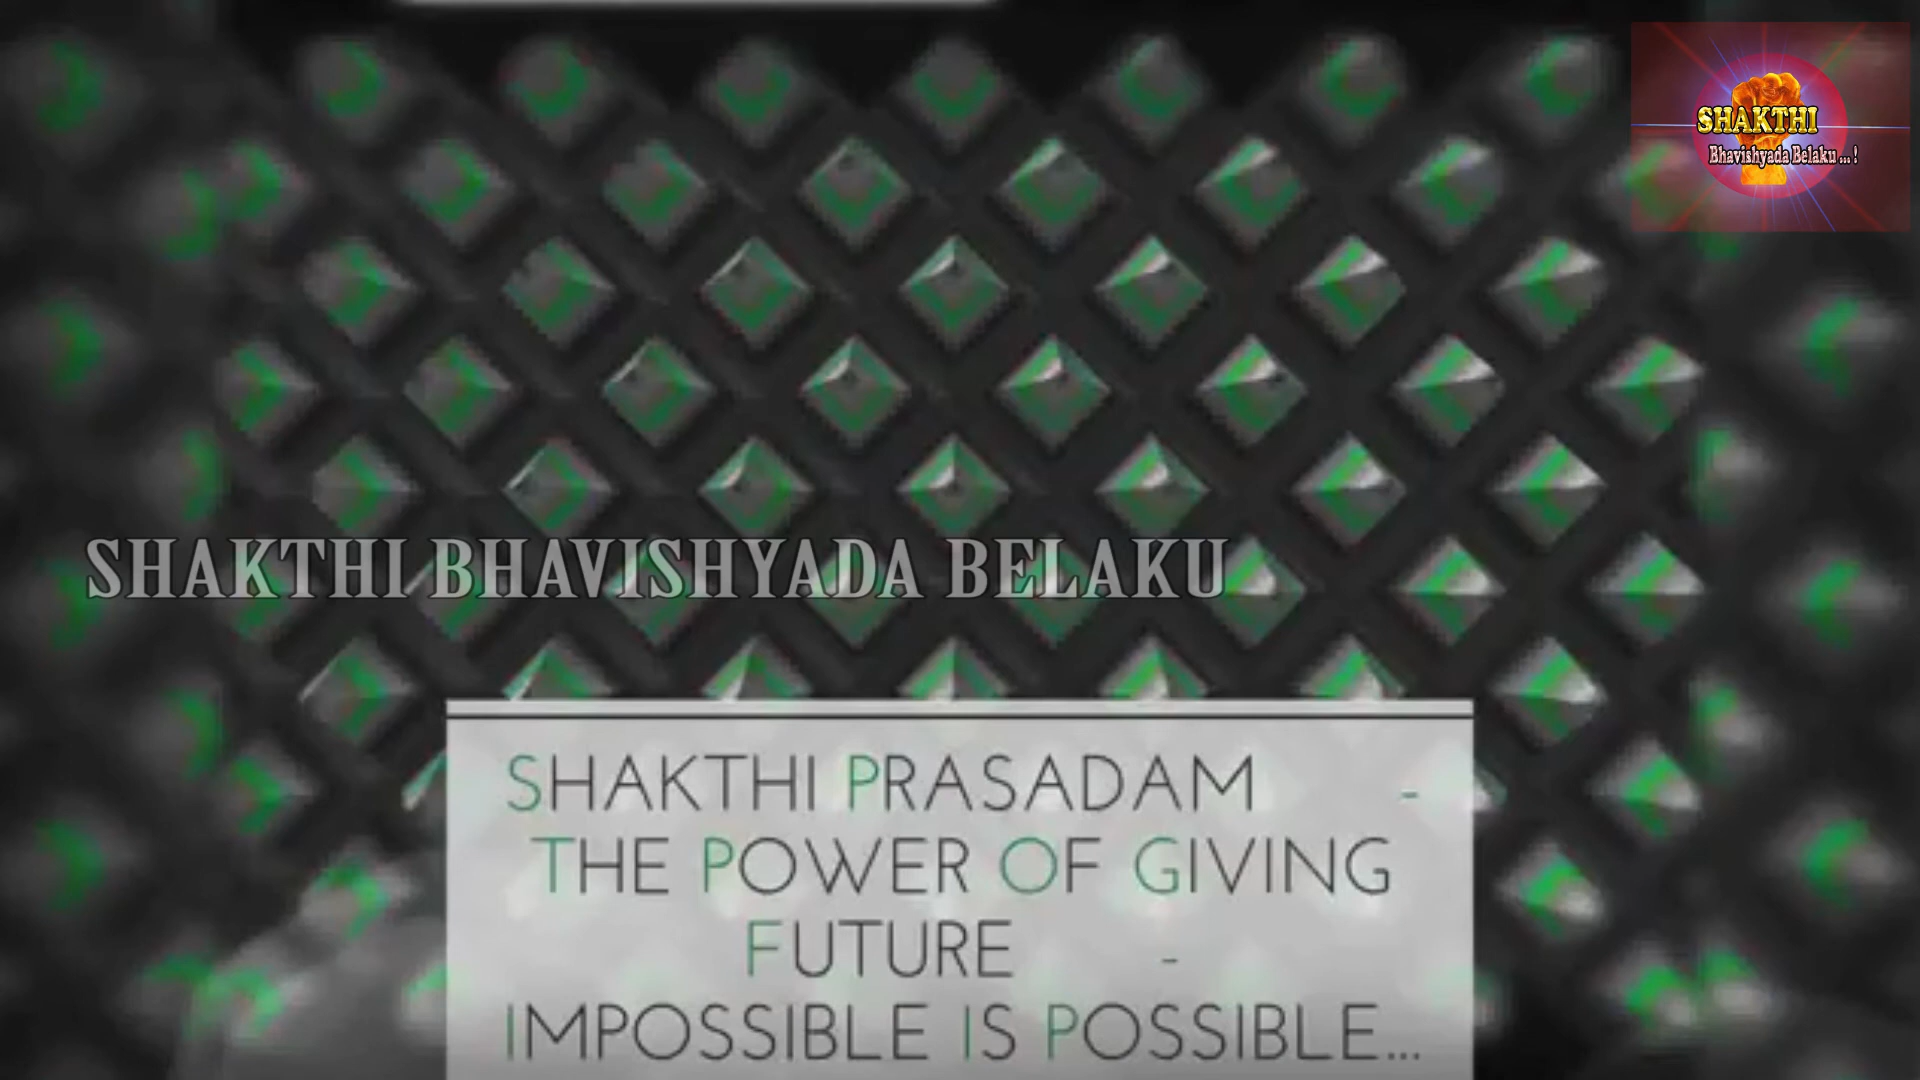 SHAKTHI
Bhavishyada Belaku ... !
SHAKTHI BHAVISHYADA BELAKU
SHAKTHI PRASADAM -
THE POWER OF GIVING
FUTURE -
IMPOSSIBLE IS POSSIBLE...